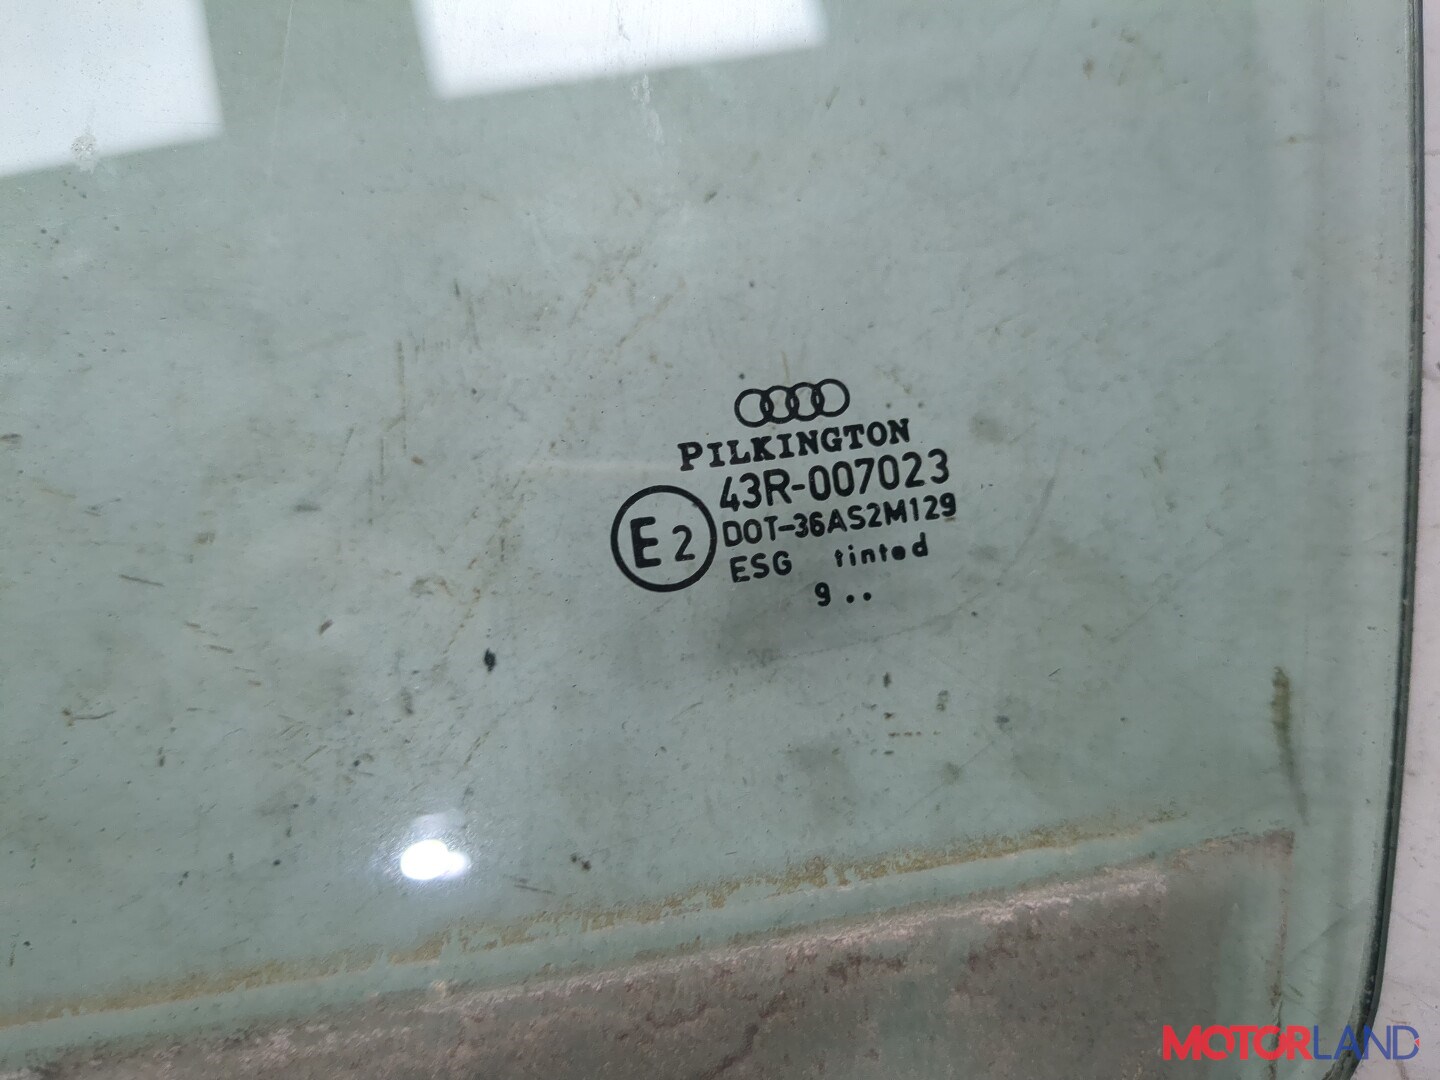 PILKINGTON
43R-007023
E2
DOT-36AS2M129
ESG tinted
9..
MOTORLAND